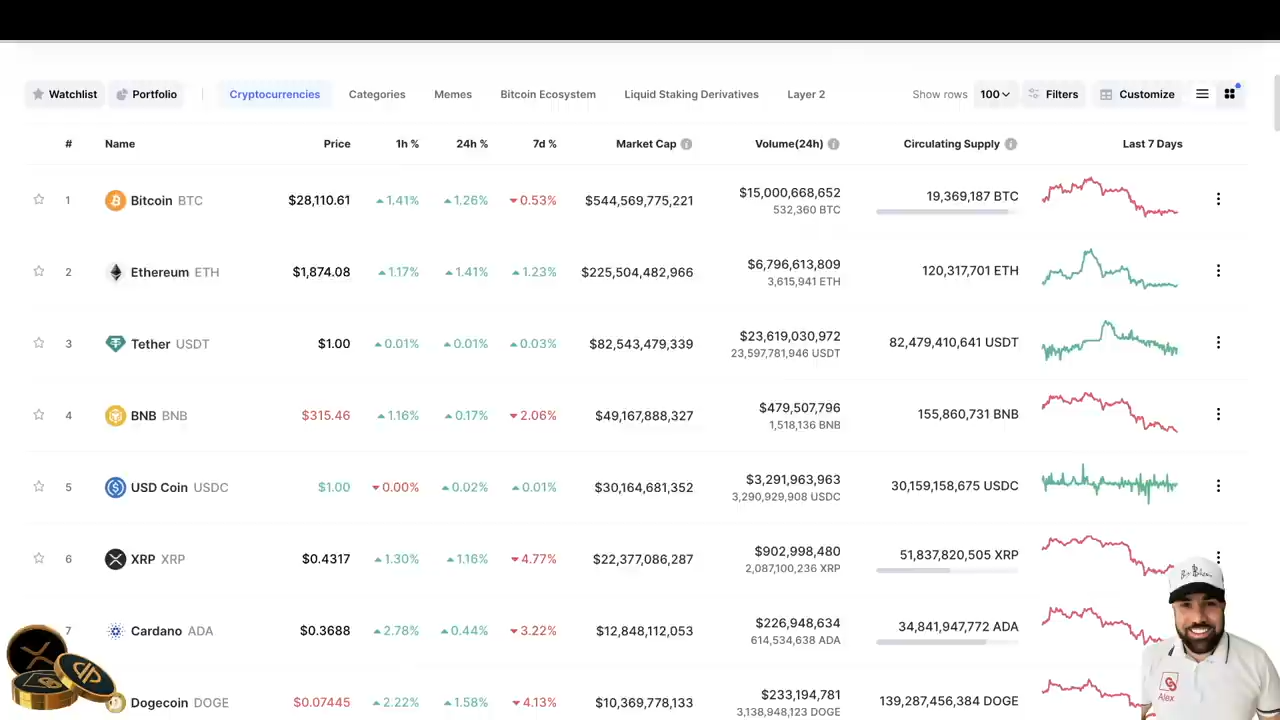 Watchlist Portfolio Cryptocurrencies Categories Memes Bitcoin Ecosystem Liquid Staking Derivatives Layer 2 Show rows 100 Filters Customize
# Name Price 1h % 24h % 7d % Market Cap Volume(24h) Circulating Supply Last 7 Days
1 Bitcoin BTC $28,110.61 1.41% 1.26% 0.53% $544,569,775,221 $15,000,668,652 19,369,187 BTC
532,360 BTC
2 Ethereum ETH $1,874.08 1.17% 1.41% 1.23% $225,504,482,966 $6,796,613,809 120,317,701 ETH
3,615,941 ETH
3 Tether USDT $1.00 0.01% 0.01% 0.03% $82,543,479,339 $23,619,030,972 82,479,410,641 USDT
23,597,781,946 USDT
4 BNB BNB $315.46 1.16% 0.17% 2.06% $49,167,888,327 $479,507,796 155,860,731 BNB
1,518,136 BNB
5 USD Coin USDC $1.00 0.00% 0.02% 0.01% $30,164,681,352 $3,291,963,963 30,159,158,675 USDC
3,290,929,908 USDC
6 XRP XRP $0.4317 1.30% 1.16% 4.77% $22,377,086,287 $902,998,480 51,837,820,505 XRP
2,087,100,236 XRP
7 Cardano ADA $0.3688 2.78% 0.44% 3.22% $12,848,112,053 $226,948,634 34,841,947,772 ADA
614,534,638 ADA
Dogecoin DOGE $0.07445 2.22% 1.58% 4.13% $10,369,778,133 $233,194,781 139,287,456,384 DOGE
3,138,948,123 DOGE
Alex